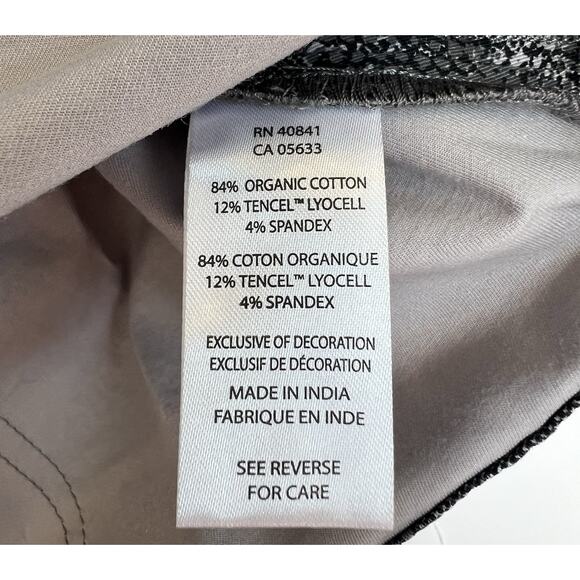 RN 40841
CA 05633
84% ORGANIC COTTON
12% TENCEL™ LYOCELL
4% SPANDEX
84% COTON ORGANIQUE
12% TENCEL™ LYOCELL
4% SPANDEX
EXCLUSIVE OF DECORATION
EXCLUSIF DE DÉCORATION
MADE IN INDIA
FABRIQUE EN INDE
SEE REVERSE
FOR CARE